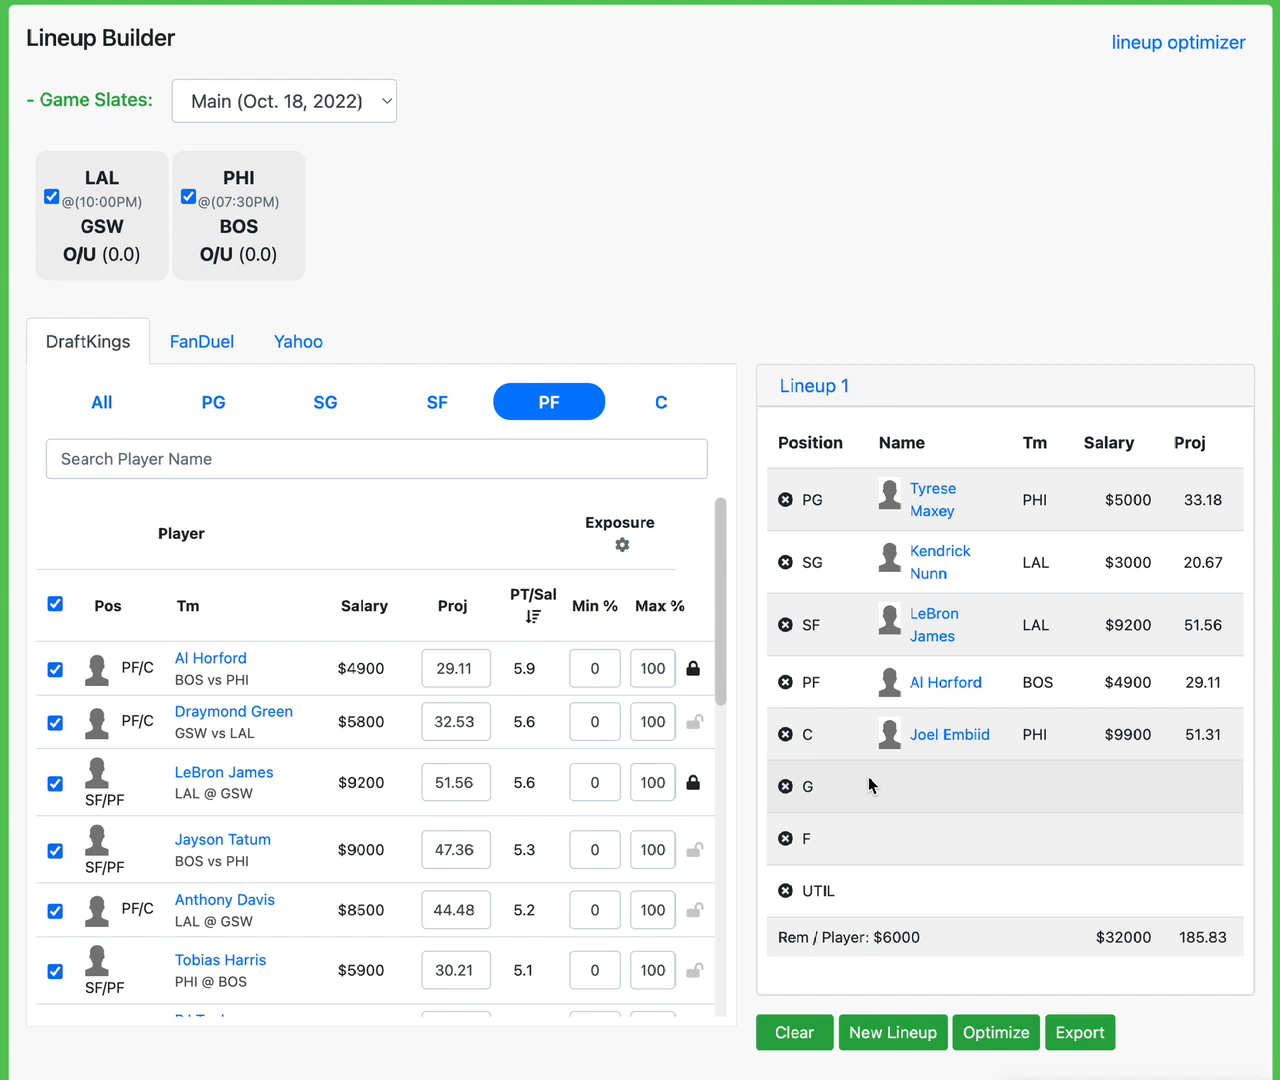 Lineup Builder
lineup optimizer
- Game Slates:
Main (Oct. 18, 2022)
LAL
@(10:00PM)
GSW
O/U (0.0)
PHI
@(07:30PM)
BOS
O/U (0.0)
DraftKings
FanDuel
Yahoo
All
PG
SG
SF
PF
C
Search Player Name
Player
Exposure
Pos
Tm
Salary
Proj
PT/Sal
Min %
Max %
PF/C
Al Horford
BOS vs PHI
$4900
29.11
5.9
0
100
PF/C
Draymond Green
GSW vs LAL
$5800
32.53
5.6
0
100
SF/PF
LeBron James
LAL @ GSW
$9200
51.56
5.6
0
100
SF/PF
Jayson Tatum
BOS vs PHI
$9000
47.36
5.3
0
100
PF/C
Anthony Davis
LAL @ GSW
$8500
44.48
5.2
0
100
SF/PF
Tobias Harris
PHI @ BOS
$5900
30.21
5.1
0
100
Lineup 1
Position
Name
Tm
Salary
Proj
PG
Tyrese
Maxey
PHI
$5000
33.18
SG
Kendrick
Nunn
LAL
$3000
20.67
SF
LeBron
James
LAL
$9200
51.56
PF
Al Horford
BOS
$4900
29.11
C
Joel Embiid
PHI
$9900
51.31
G
F
UTIL
Rem / Player: $6000
$32000
185.83
Clear
New Lineup
Optimize
Export